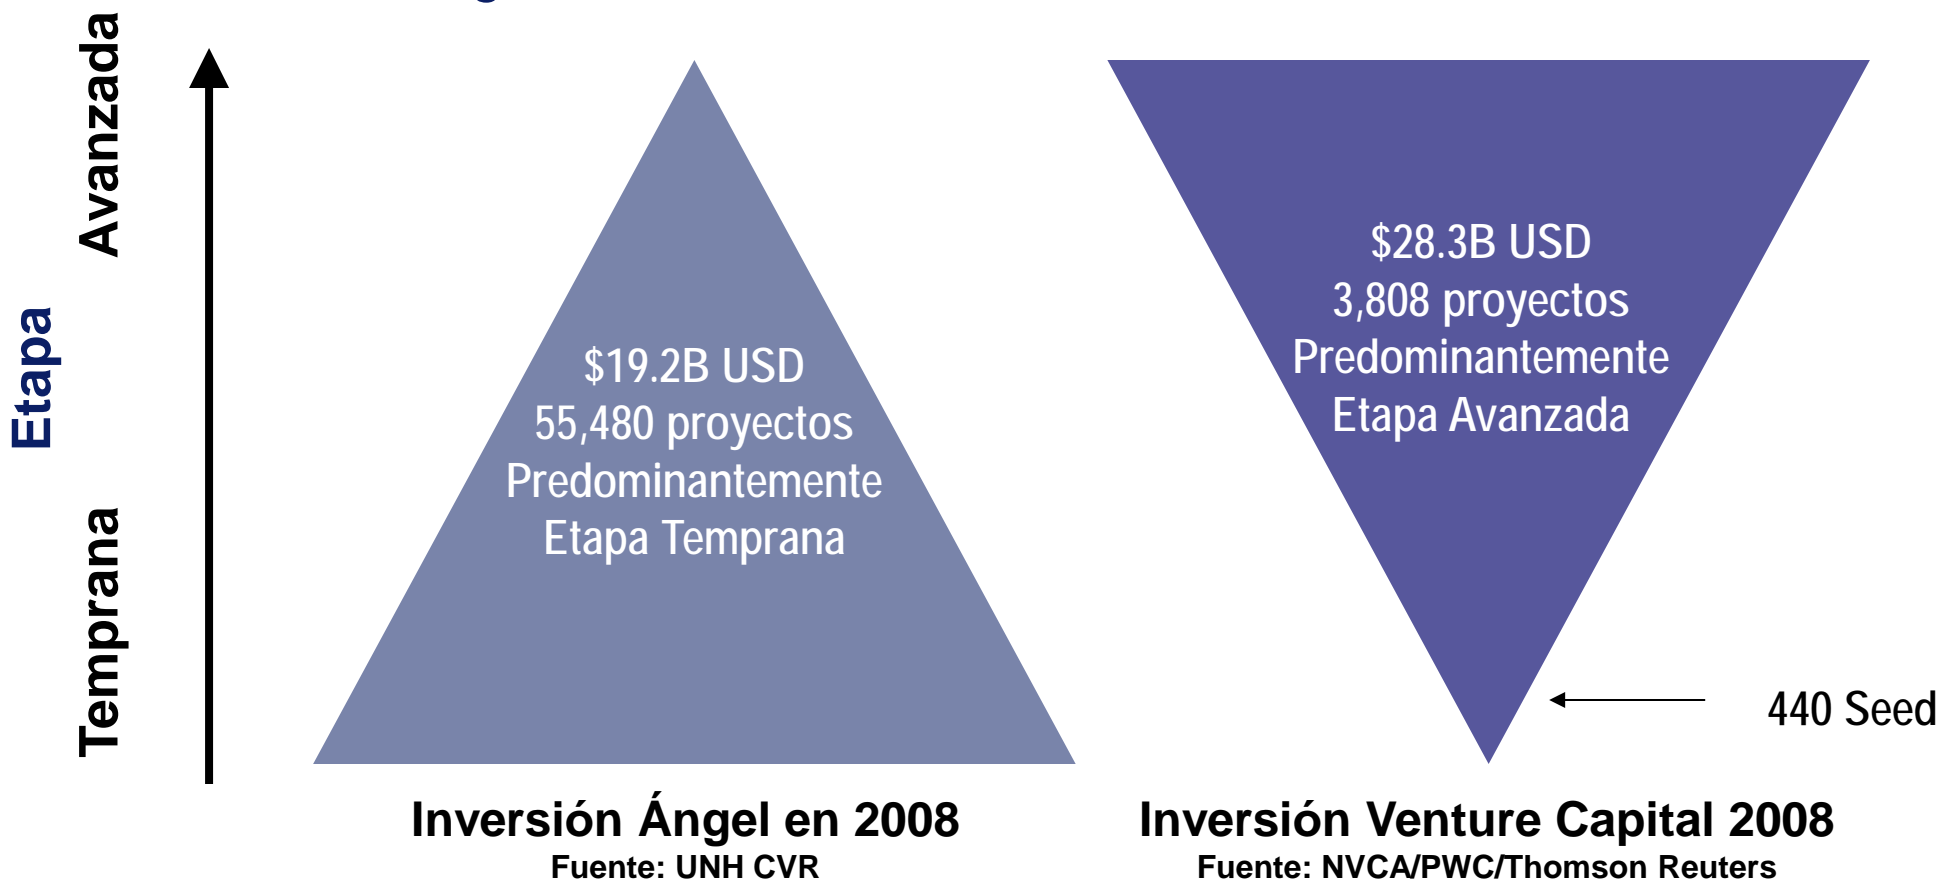 Etapa
Avanzada
Temprana
$19.2B USD
55,480 proyectos
Predominantemente
Etapa Temprana
$28.3B USD
3,808 proyectos
Predominantemente
Etapa Avanzada
440 Seed
Inversión Ángel en 2008
Fuente: UNH CVR
Inversión Venture Capital 2008
Fuente: NVCA/PWC/Thomson Reuters